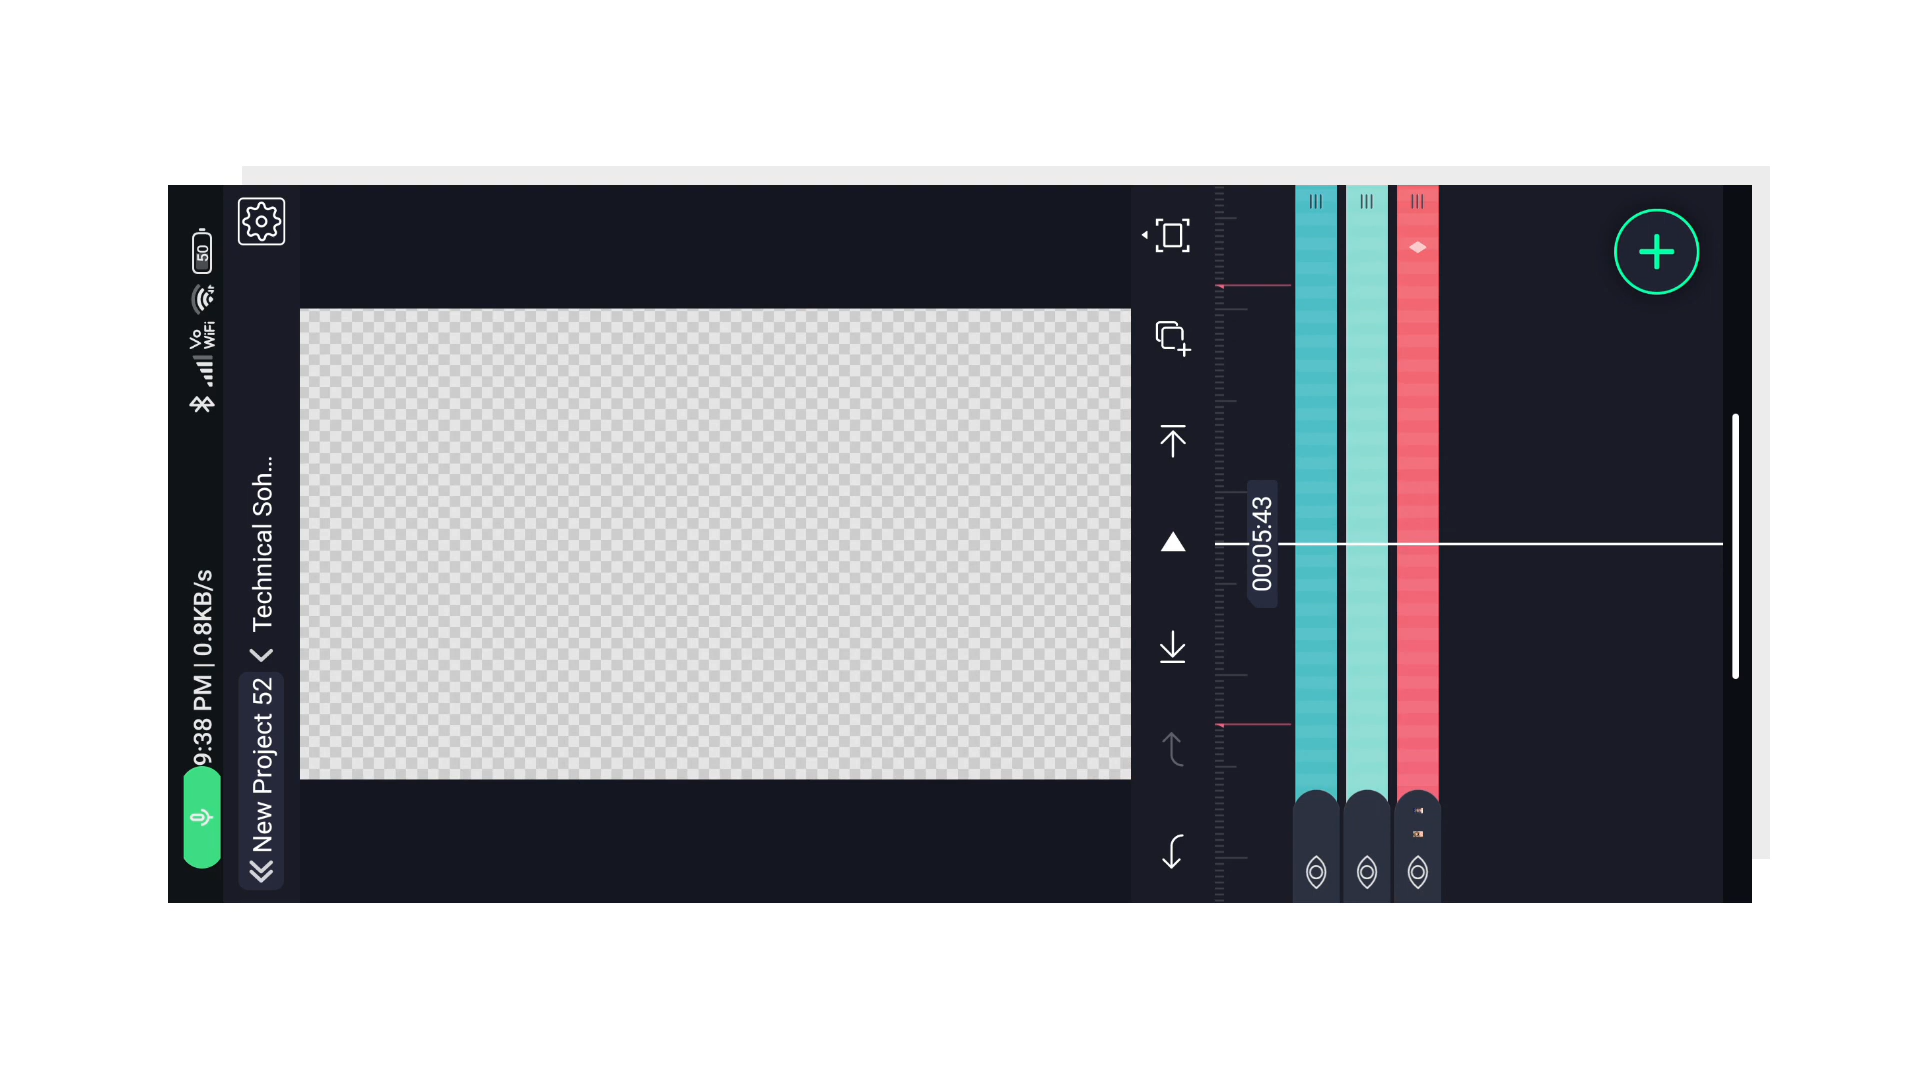 9:38 PM | 0.8KB/s
Vo
WiFi
50
New Project 52
Technical Soh...
00:05:43